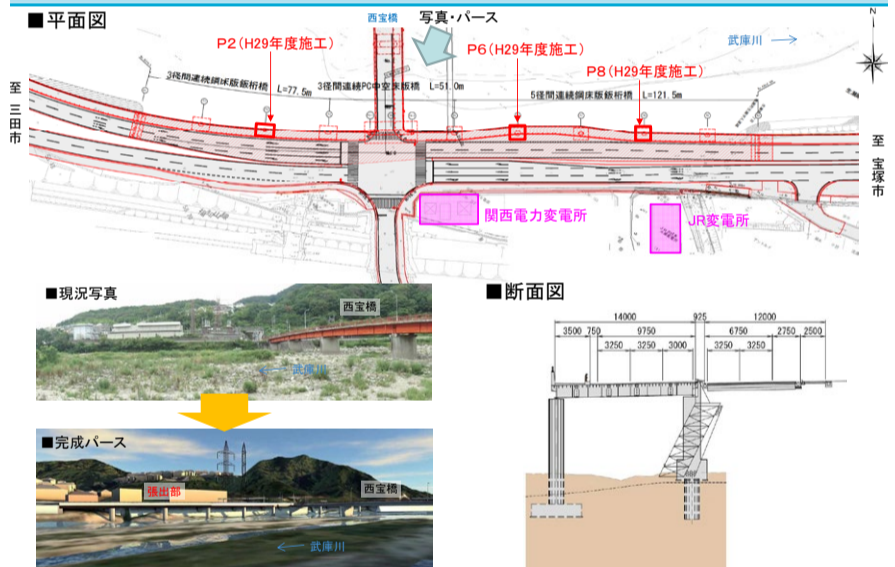 ■平面図
西宝橋
写真・パース
武庫川
P2(H29年度施工)
P6(H29年度施工)
P8(H29年度施工)
3径間連続鋼床版鈑桁橋 L=77.5m
3径間連続PC中空床版橋 L=51.0m
5径間連続鋼床版鈑桁橋 L=121.5m
至 三田市
至 宝塚市
関西電力変電所
JR変電所
■現況写真
西宝橋
武庫川
■完成パース
張出部
西宝橋
武庫川
■断面図
14000 925 12000
3500 750 9750 6750 2750 2500
3250 3250 3000 3250 3250